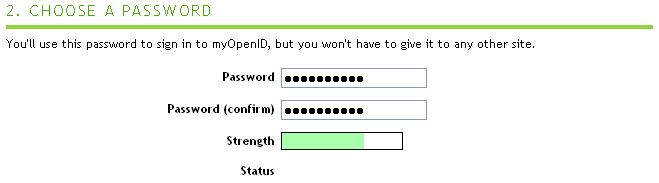 2. CHOOSE A PASSWORD
You'll use this password to sign in to myOpenID, but you won't have to give it to any other site.
Password ●●●●●●●●●●
Password (confirm) ●●●●●●●●●●
Strength
Status